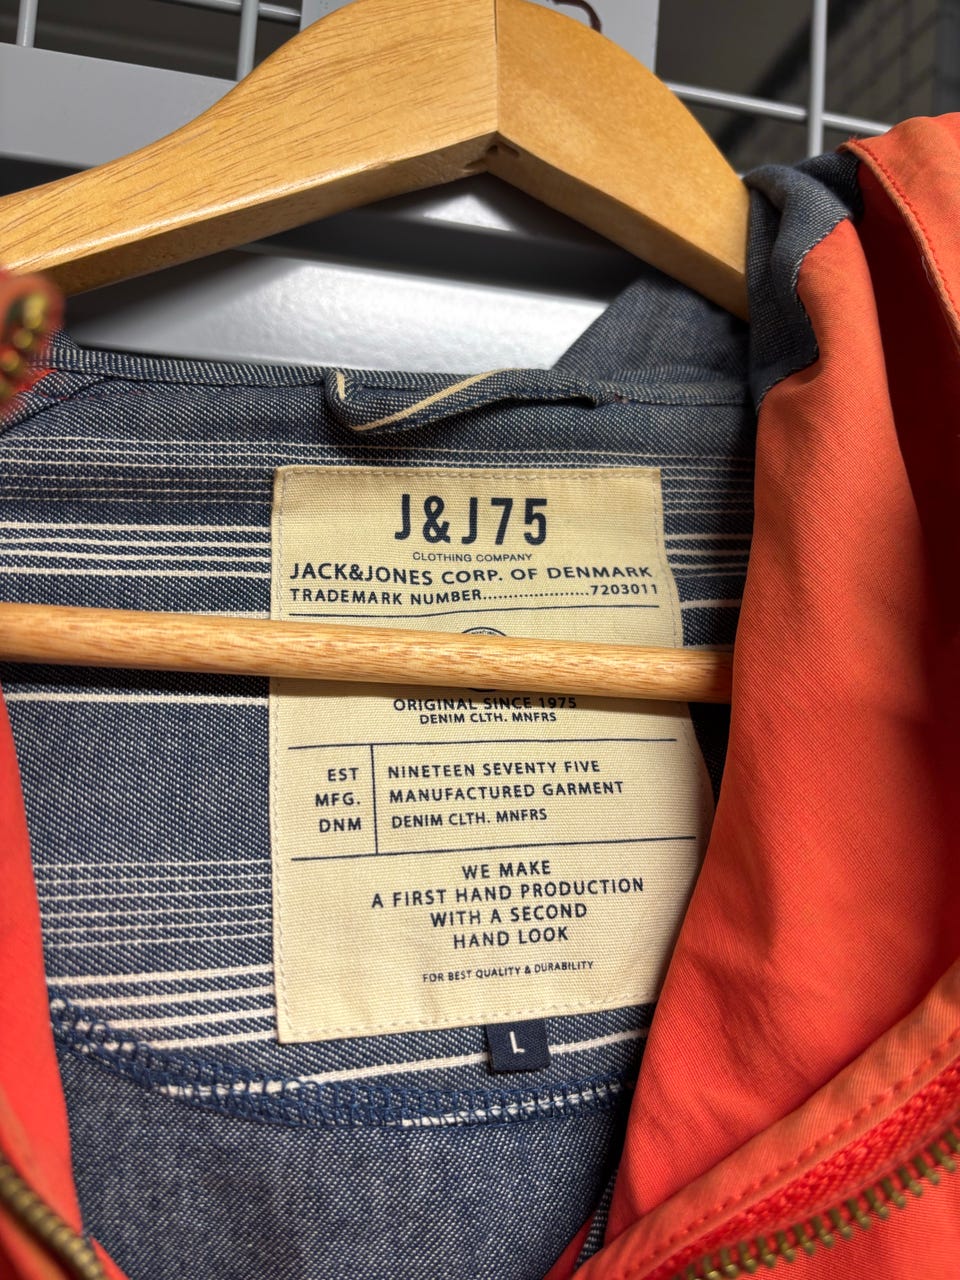 J&J75
CLOTHING COMPANY
JACK&JONES CORP. OF DENMARK
TRADEMARK NUMBER.....................7203011
ORIGINAL SINCE 1975
DENIM CLTH. MNFRS
EST NINETEEN SEVENTY FIVE
MFG. MANUFACTURED GARMENT
DNM DENIM CLTH. MNFRS
WE MAKE
A FIRST HAND PRODUCTION
WITH A SECOND
HAND LOOK
FOR BEST QUALITY & DURABILITY
L